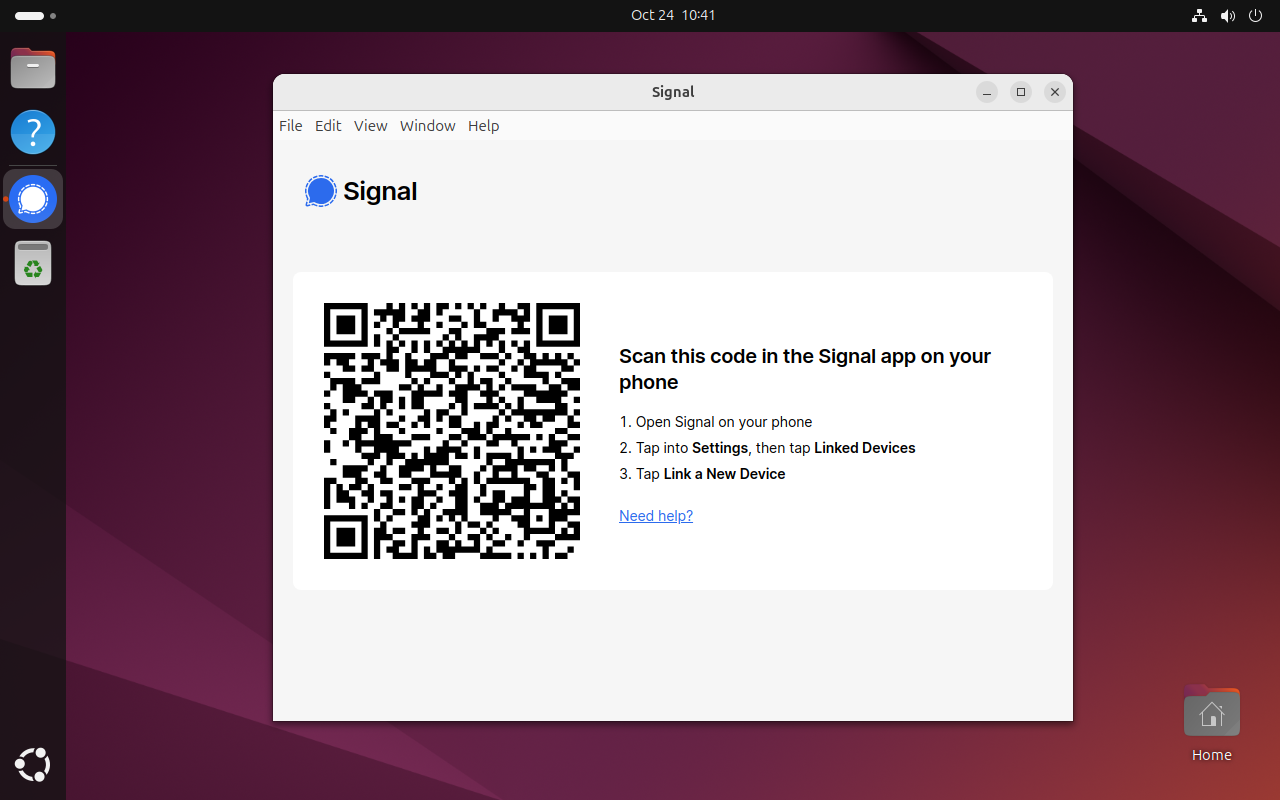 Oct 24 10:41
Signal
File Edit View Window Help
Signal
Scan this code in the Signal app on your
phone
1. Open Signal on your phone
2. Tap into Settings, then tap Linked Devices
3. Tap Link a New Device
Need help?
Home